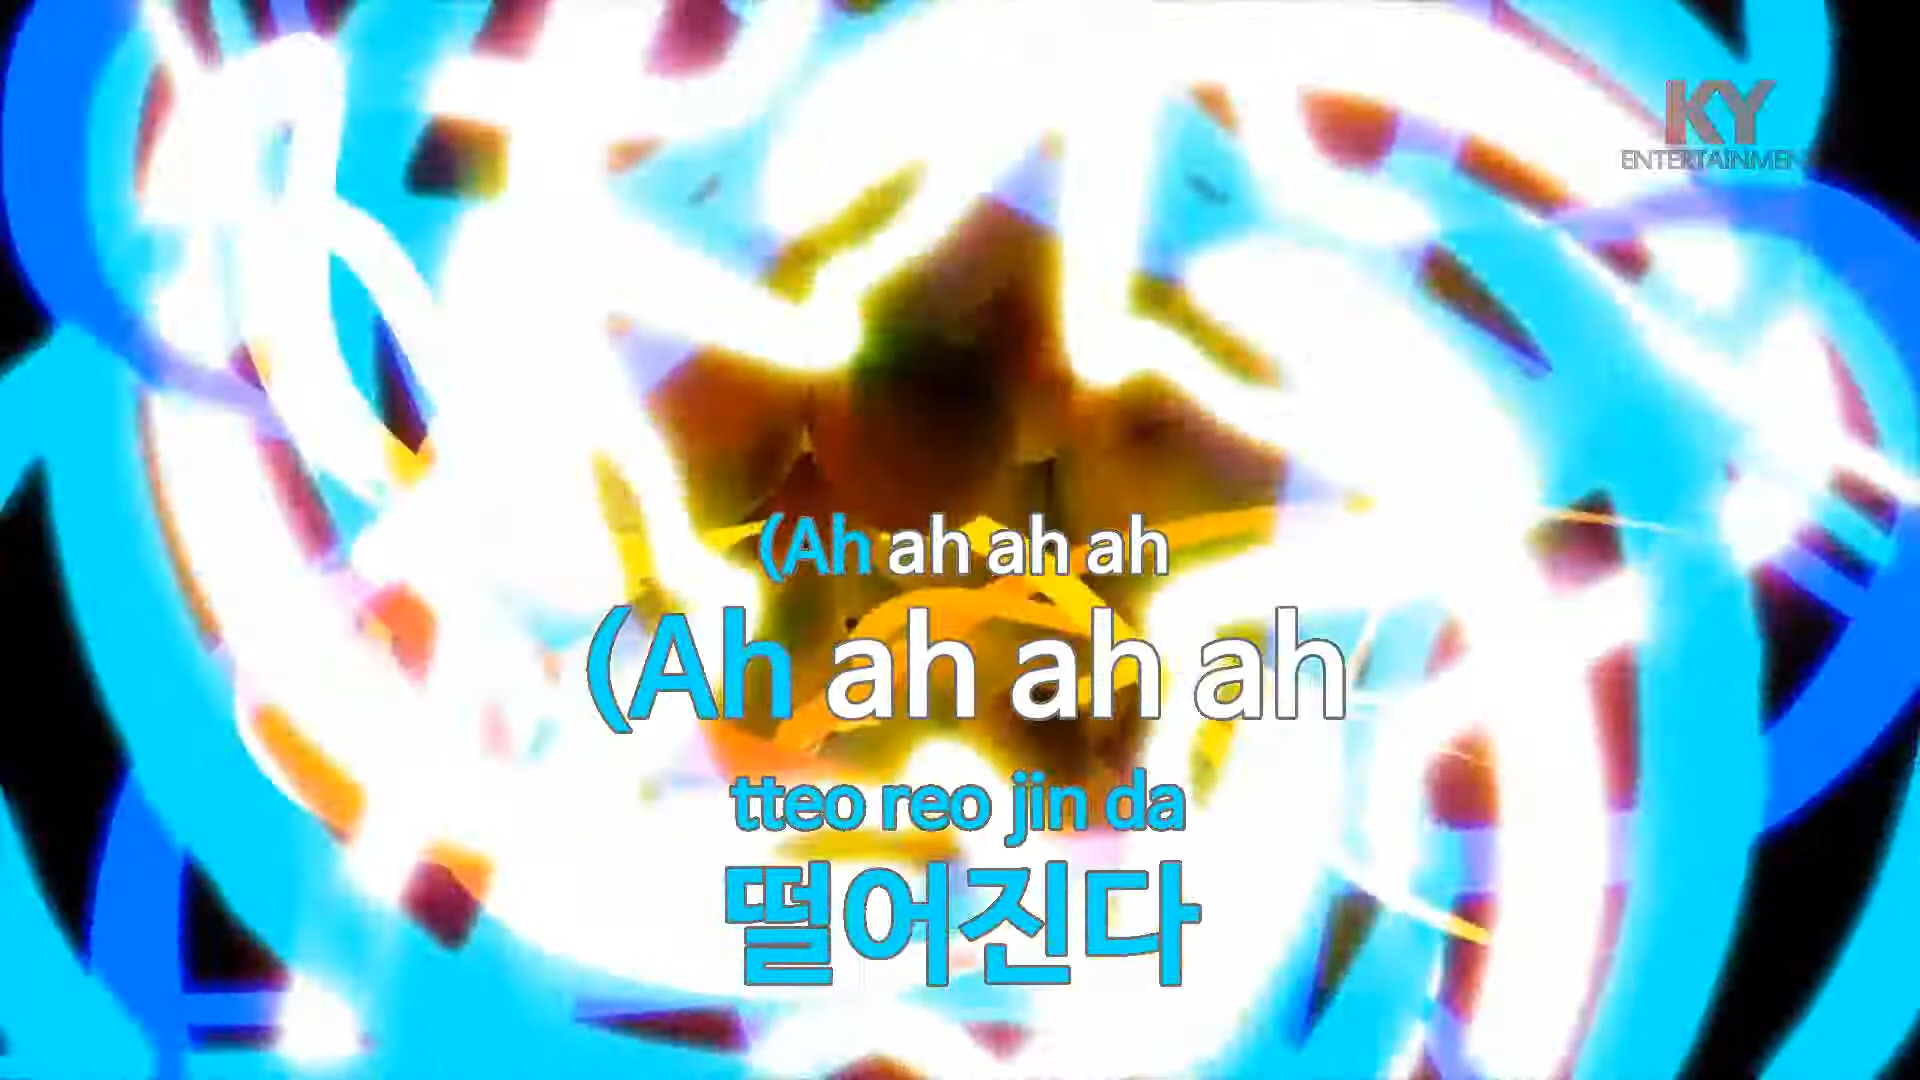 KY
ENTERTAINMENT
(Ah ah ah ah
(Ah ah ah ah
tteo reo jin da
떨어진다